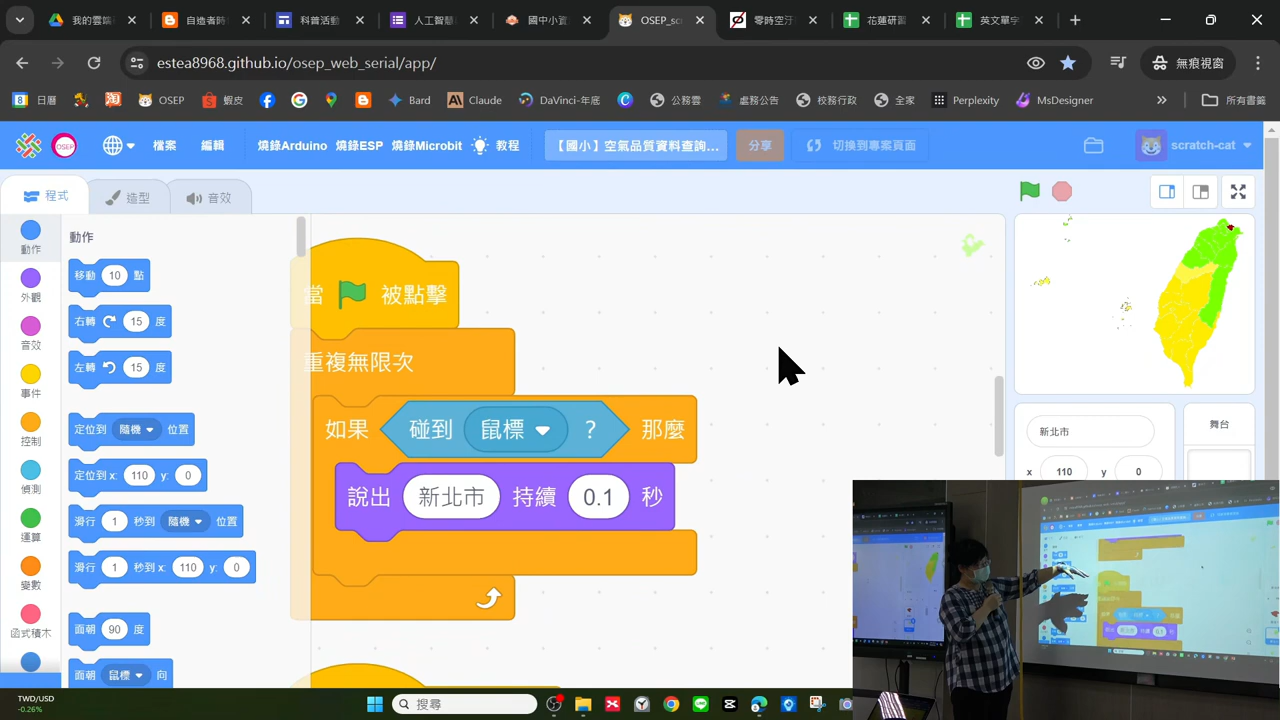 我的雲端
自造者時
科普活動
人工智慧
國中小資
OSEP_sc
零時空汙
花蓮研習
英文單字
estea8968.github.io/osep_web_serial/app/
無痕視窗
日曆
淘
OSEP
蝦皮
Bard
Claude
DaVinci-年底
公務雲
處務公告
校務行政
全家
Perplexity
MsDesigner
所有書籤
OSEP
檔案
編輯
燒錄Arduino
燒錄ESP
燒錄Microbit
教程
【國小】空氣品質資料查詢...
分享
切換到專案頁面
scratch-cat
程式
造型
音效
動作
外觀
音效
事件
控制
偵測
運算
變數
函式積木
動作
移動 10 點
右轉 15 度
左轉 15 度
定位到 隨機 位置
定位到 x: 110 y: 0
滑行 1 秒到 隨機 位置
滑行 1 秒到 x: 110 y: 0
面朝 90 度
面朝 鼠標 向
當 被點擊
重複無限次
如果 碰到 鼠標 ? 那麼
說出 新北市 持續 0.1 秒
新北市
舞台
x 110 y 0
TWD/USD
-0.26%
搜尋